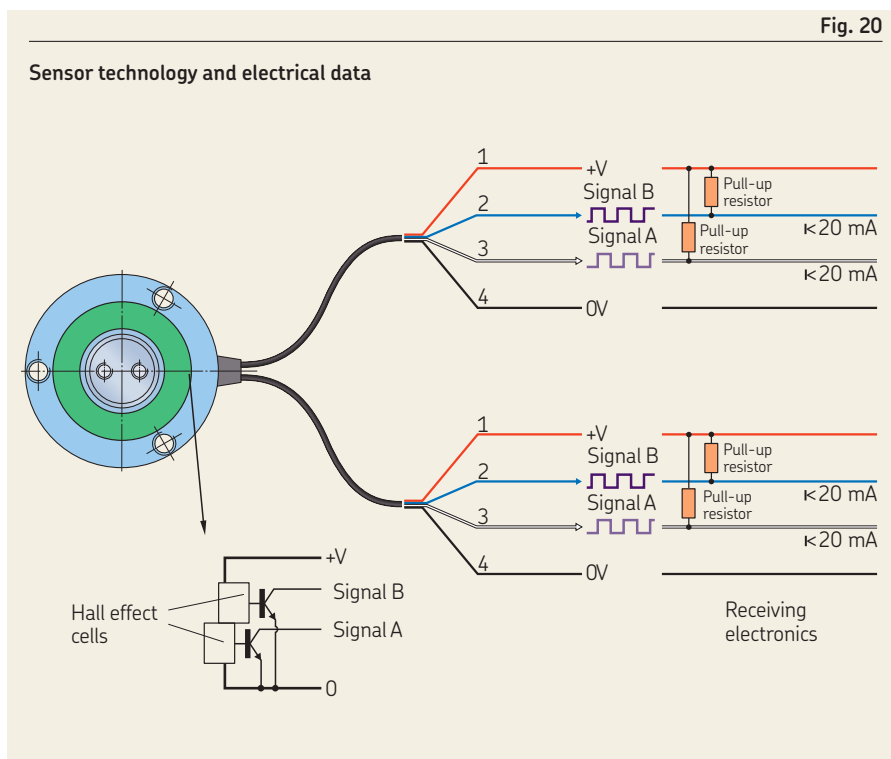 Fig. 20
Sensor technology and electrical data
1
+V
Signal B
Pull-up
resistor
2
I<20 mA
Signal A
Pull-up
resistor
3
I<20 mA
4
0V
1
+V
Signal B
Pull-up
resistor
2
I<20 mA
Signal A
Pull-up
resistor
3
I<20 mA
4
0V
+V
Signal B
Hall effect
cells
Signal A
0
Receiving
electronics